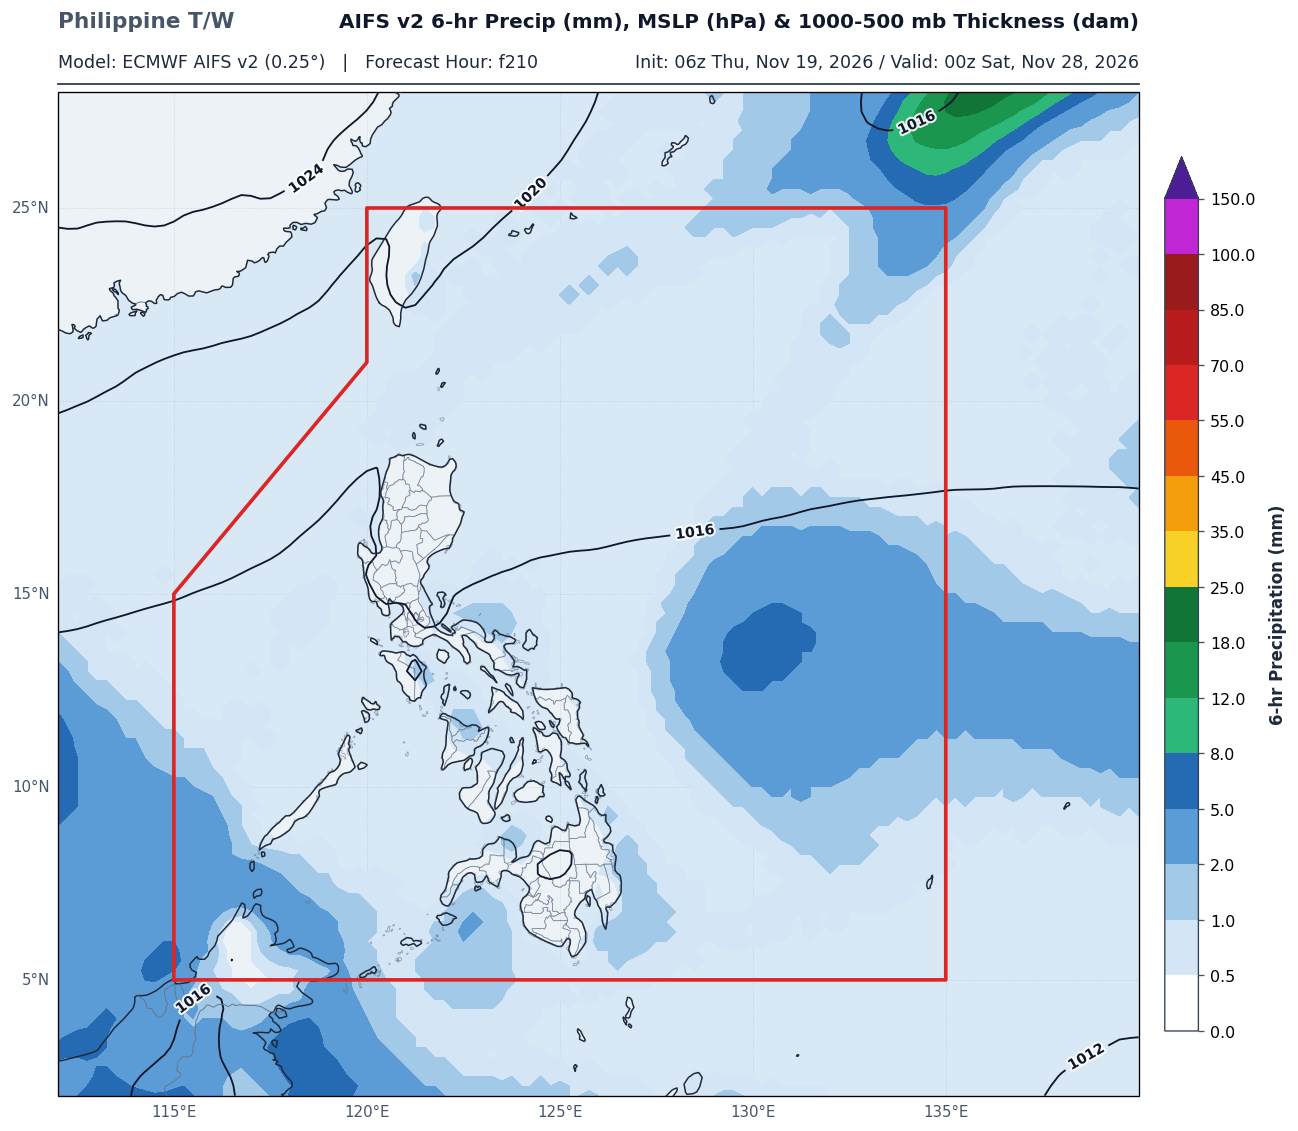 Philippine T/W
AIFS v2 6-hr Precip (mm), MSLP (hPa) & 1000-500 mb Thickness (dam)
Model: ECMWF AIFS v2 (0.25°) | Forecast Hour: f210
Init: 06z Thu, Nov 19, 2026 / Valid: 00z Sat, Nov 28, 2026
1016
1024
1020
1016
1016
1012
25°N
20°N
15°N
10°N
5°N
115°E
120°E
125°E
130°E
135°E
150.0
100.0
85.0
70.0
55.0
45.0
35.0
25.0
18.0
12.0
8.0
5.0
2.0
1.0
0.5
0.0
6-hr Precipitation (mm)